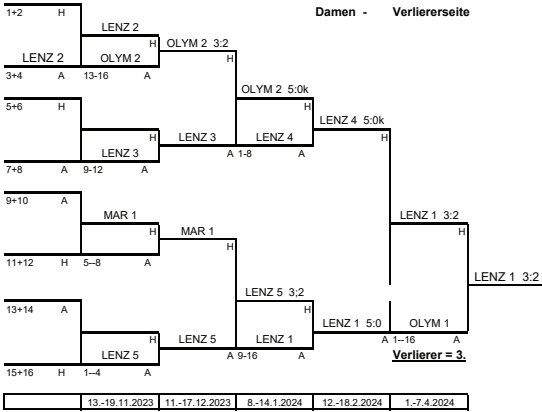 1+2 H Damen - Verliererseite
LENZ 2
H OLYM 2 3:2
LENZ 2 OLYM 2 H
3+4 A 13-16 A
OLYM 2 5:0k
5+6 H H LENZ 4 5:0k
H LENZ 3 LENZ 4 H
LENZ 3 A 1-8 A
7+8 A 9-12 A
9+10 A
MAR 1 LENZ 1 3:2
H MAR 1 H
H
11+12 H 5--8 A
LENZ 1 3:2
LENZ 5 3;2
13+14 A H
LENZ 1 5:0 OLYM 1
H LENZ 5 LENZ 1 A 1--16 A
LENZ 5 A 9-16 A Verlierer = 3.
15+16 H 1--4 A
13.-19.11.2023 11.-17.12.2023 8.-14.1.2024 12.-18.2.2024 1.-7.4.2024